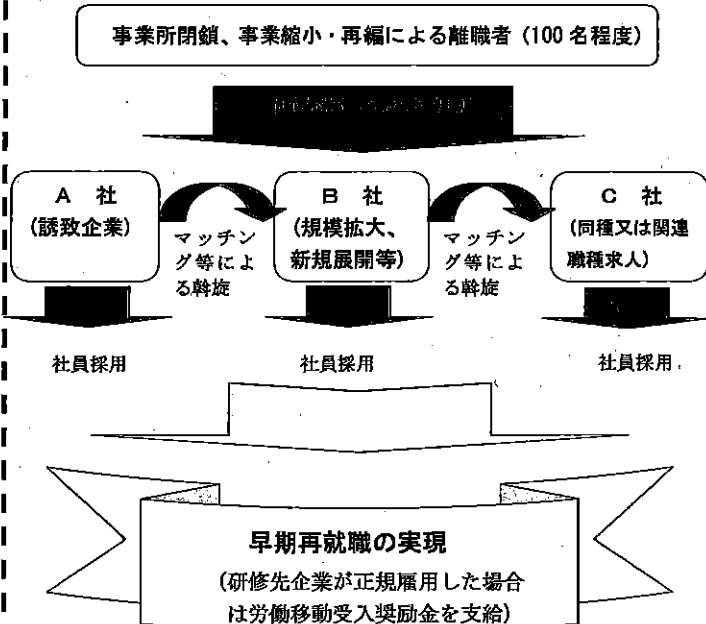 事業所閉鎖、事業縮小・再編による離職者（100名程度）
A 社
(誘致企業)
マッチン
グ等によ
る斡旋
B 社
(規模拡大、
新規展開等)
マッチン
グ等によ
る斡旋
C 社
(同種又は関連
職種求人)
社員採用
社員採用
社員採用
早期再就職の実現
(研修先企業が正規雇用した場合
は労働移動受入奨励金を支給)